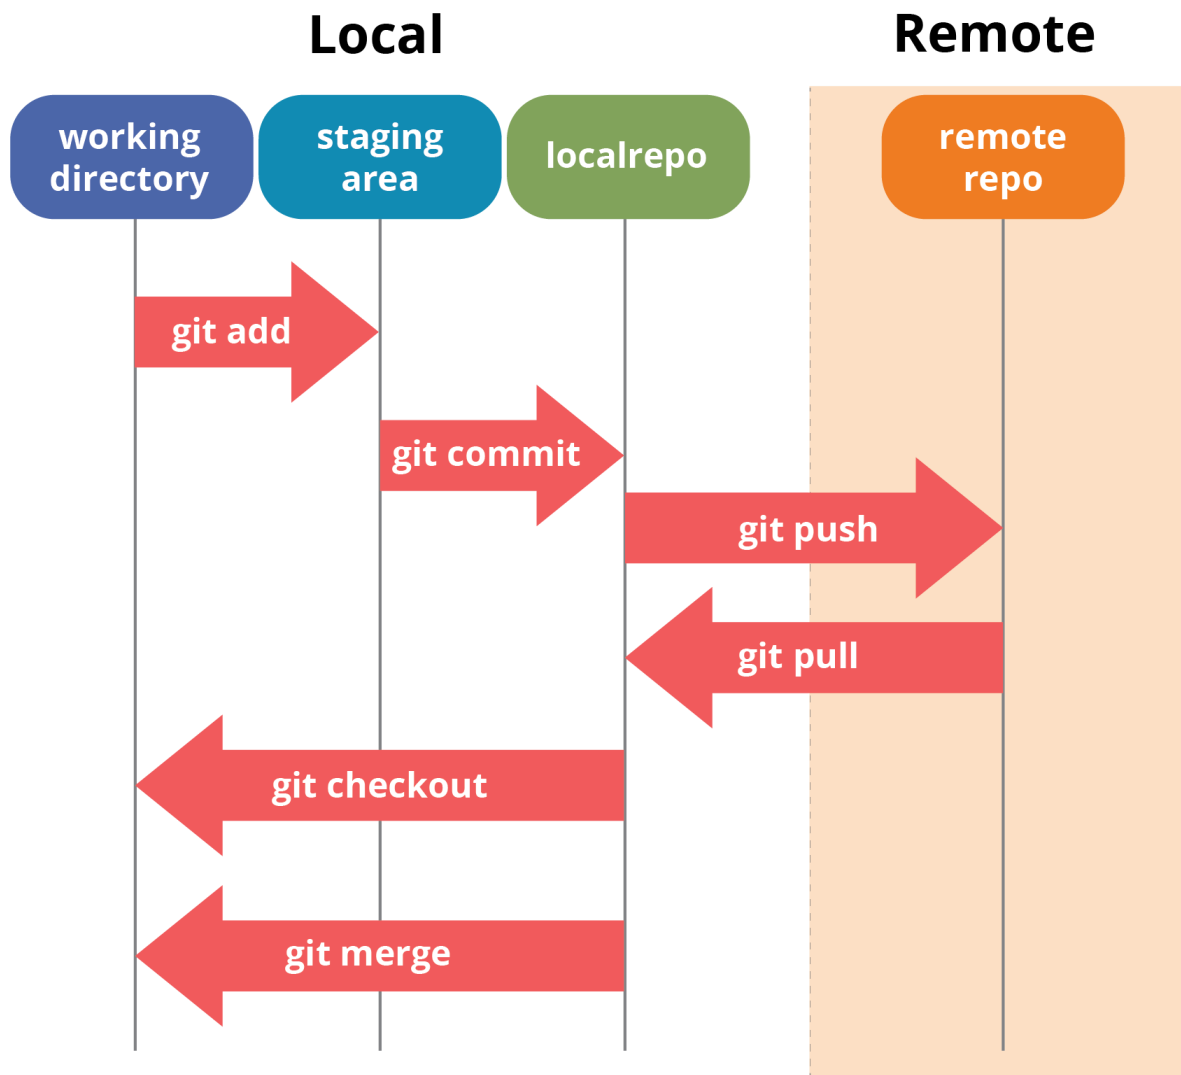 Local
Remote
working
directory
staging
area
localrepo
remote
repo
git add
git commit
git push
git pull
git checkout
git merge